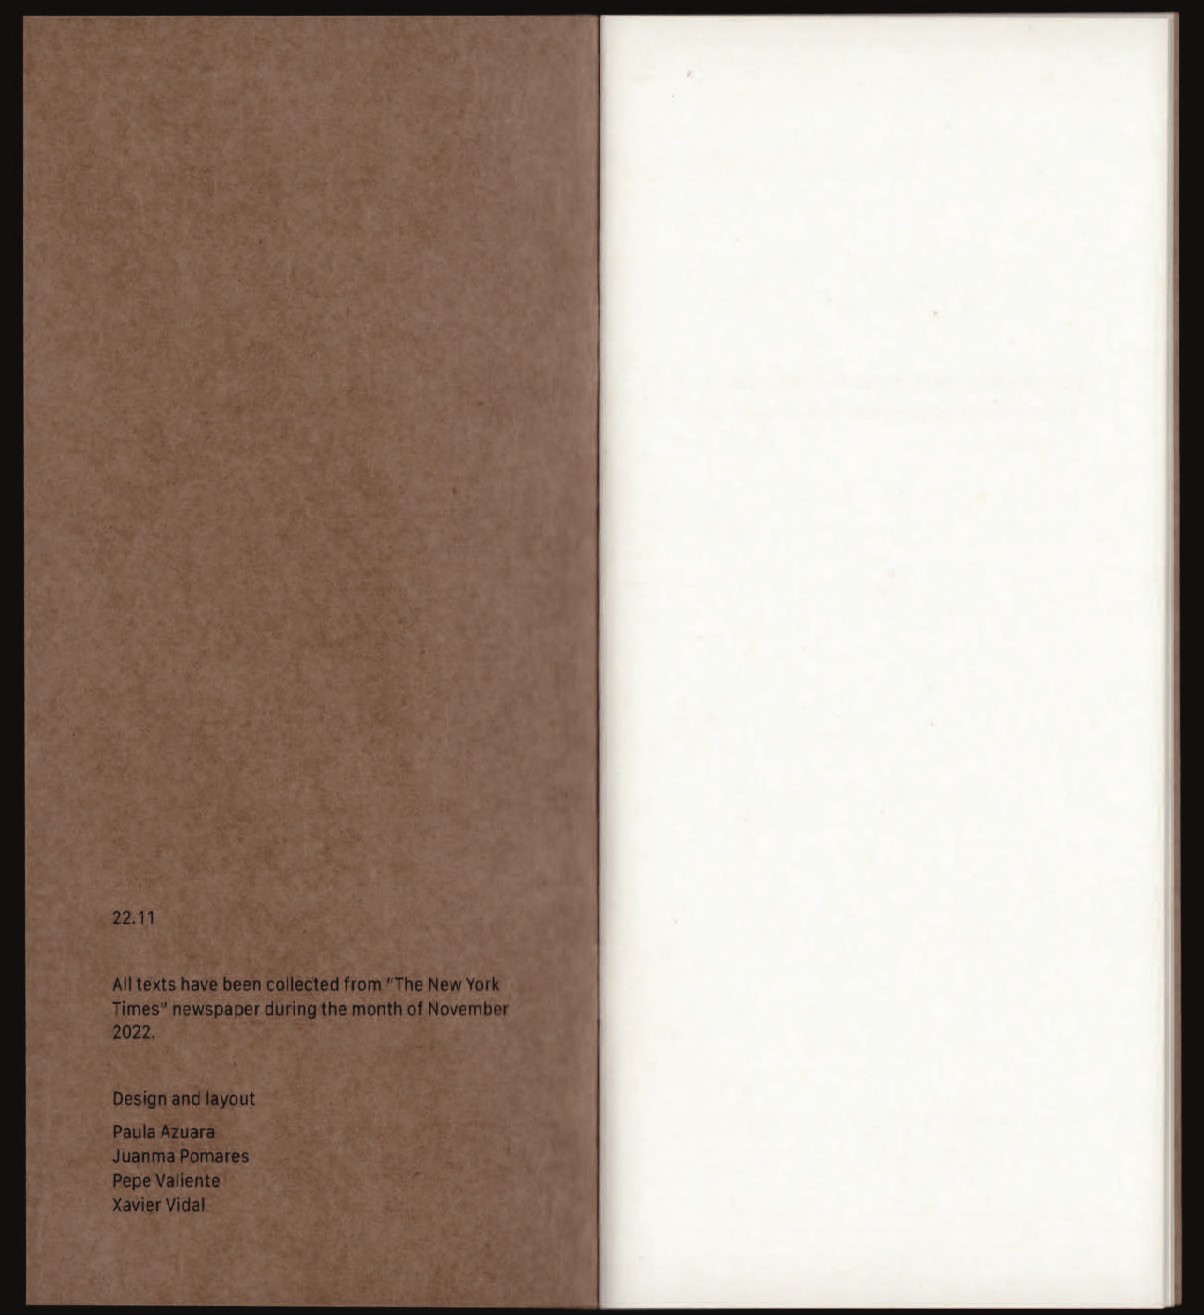 22.11
All texts have been collected from "The New York
Times" newspaper during the month of November
2022.
Design and layout
Paula Azuara
Juanma Pomares
Pepe Valiente
Xavier Vidal